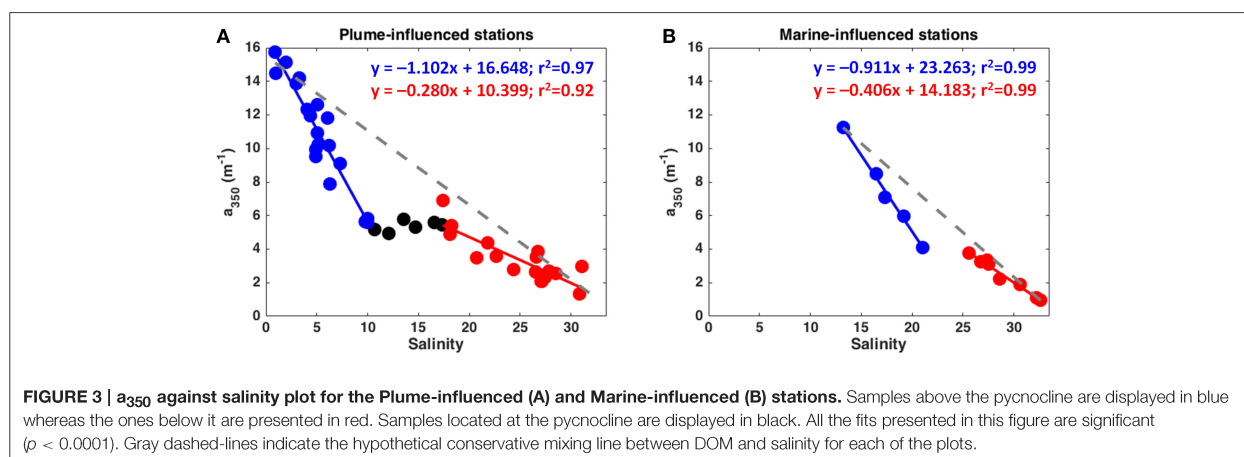 A
Plume-influenced stations
16
14
12
10
8
6
4
2
0
a350 (m⁻¹)
y = –1.102x + 16.648; r²=0.97
y = –0.280x + 10.399; r²=0.92
0 5 10 15 20 25 30
Salinity
B
Marine-influenced stations
16
14
12
10
8
6
4
2
0
a350 (m⁻¹)
y = –0.911x + 23.263; r²=0.99
y = –0.406x + 14.183; r²=0.99
0 5 10 15 20 25 30
Salinity
FIGURE 3 | a350 against salinity plot for the Plume-influenced (A) and Marine-influenced (B) stations. Samples above the pycnocline are displayed in blue
whereas the ones below it are presented in red. Samples located at the pycnocline are displayed in black. All the fits presented in this figure are significant
(p < 0.0001). Gray dashed-lines indicate the hypothetical conservative mixing line between DOM and salinity for each of the plots.